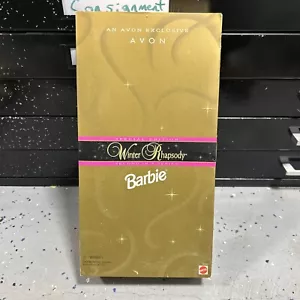 Consignment
AN AVON EXCLUSIVE
AVON
Winter Rhapsody
Barbie